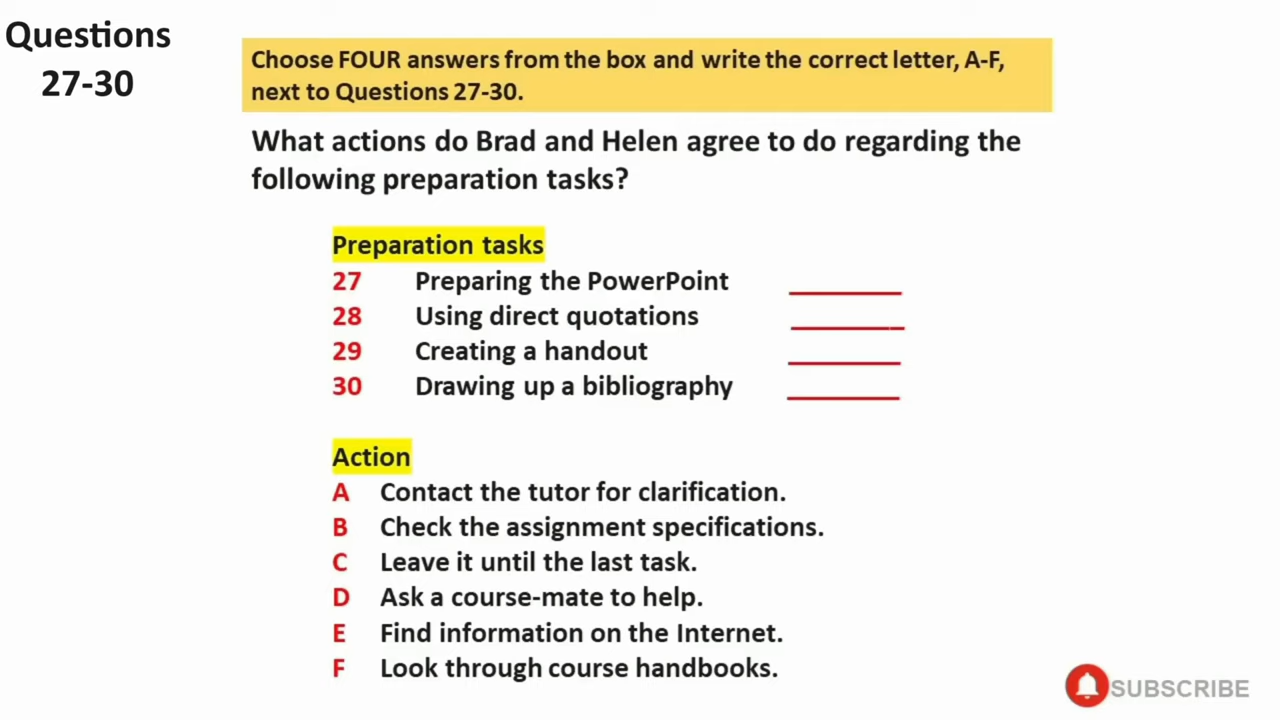 Questions
27-30
Choose FOUR answers from the box and write the correct letter, A-F,
next to Questions 27-30.
What actions do Brad and Helen agree to do regarding the
following preparation tasks?
Preparation tasks
27 Preparing the PowerPoint
28 Using direct quotations
29 Creating a handout
30 Drawing up a bibliography
Action
A Contact the tutor for clarification.
B Check the assignment specifications.
C Leave it until the last task.
D Ask a course-mate to help.
E Find information on the Internet.
F Look through course handbooks.
SUBSCRIBE